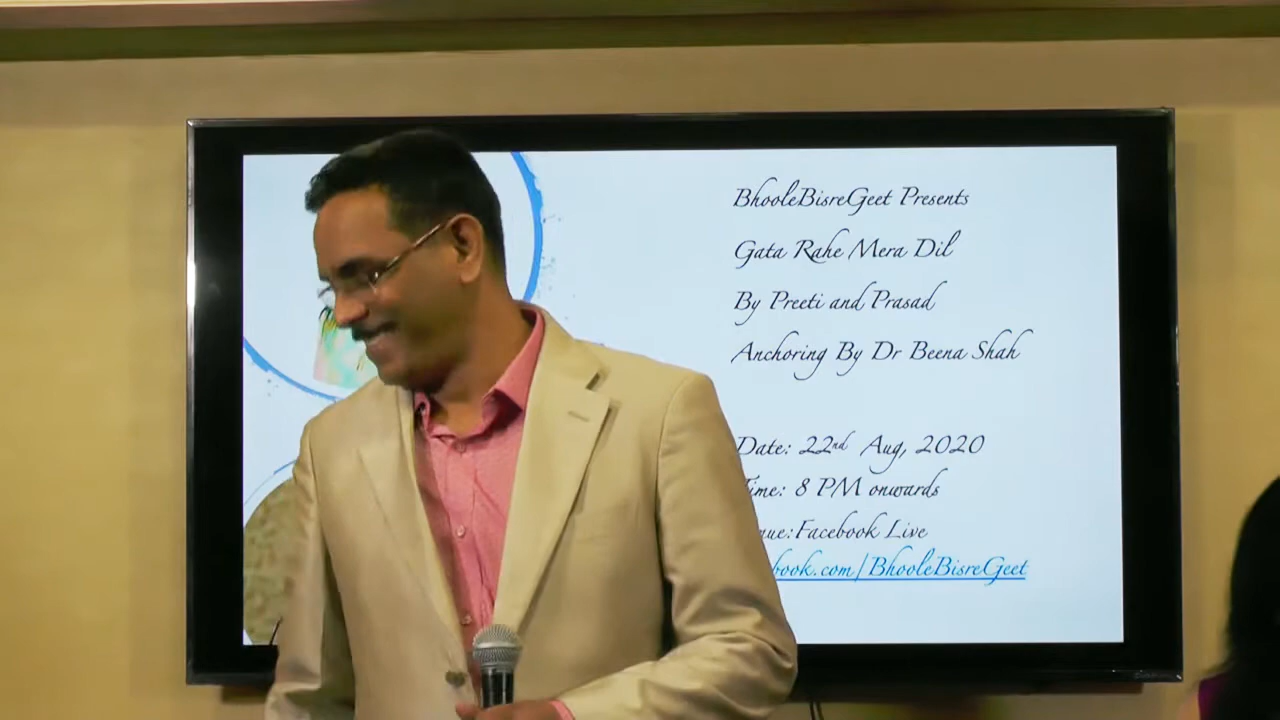 BhooleBisreGeet Presents
Gata Rahe Mera Dil
By Preeti and Prasad
Anchoring By Dr Beena Shah
Date: 22nd Aug, 2020
8 PM onwards
Facebook Live
BhooleBisreGeet